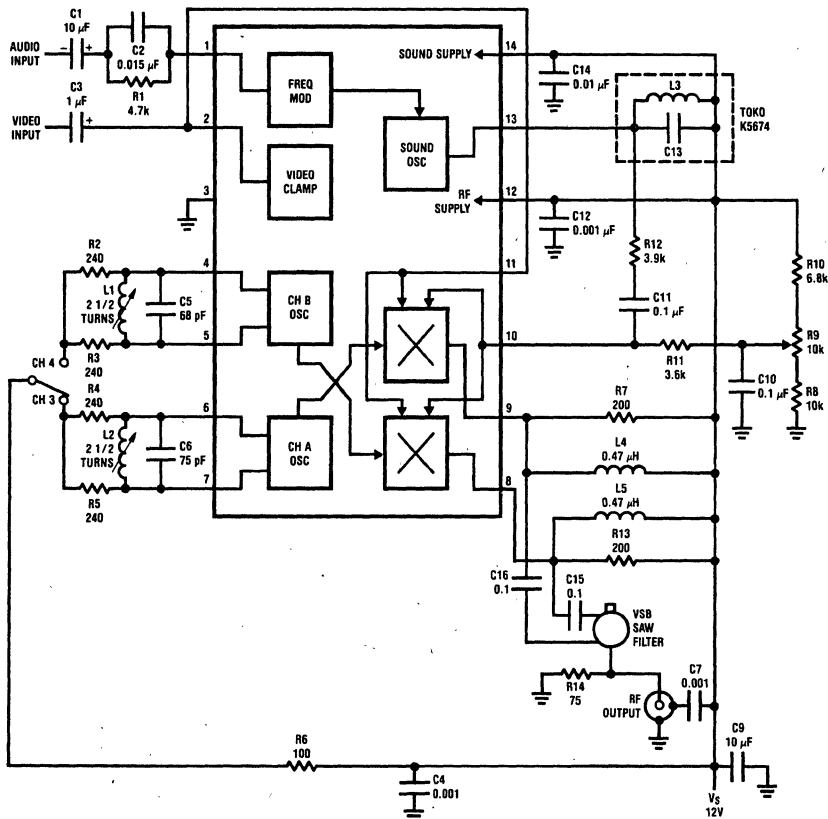 C1
10 μF
AUDIO
INPUT
−
+
C2
0.015 μF
R1
4.7k
C3
1 μF
VIDEO
INPUT
+
1
2
3
4
5
6
7
FREQ
MOD
VIDEO
CLAMP
SOUND
OSC
SOUND SUPPLY
RF
SUPPLY
CH B
OSC
CH A
OSC
14
13
12
11
10
9
8
C14
0.01 μF
L3
C13
TOKO
K5674
C12
0.001 μF
R12
3.9k
C11
0.1 μF
R11
3.6k
R10
6.8k
R9
10k
R8
10k
C10
0.1 μF
R2
240
L1
2 1/2
TURNS
C5
68 pF
R3
240
CH 4
CH 3
R4
240
L2
2 1/2
TURNS
C6
75 pF
R5
240
R7
200
L4
0.47 μH
L5
0.47 μH
R13
200
C16
0.1
C15
0.1
VSB
SAW
FILTER
R14
75
RF
OUTPUT
C7
0.001
C9
10 μF
R6
100
C4
0.001
VS
12V